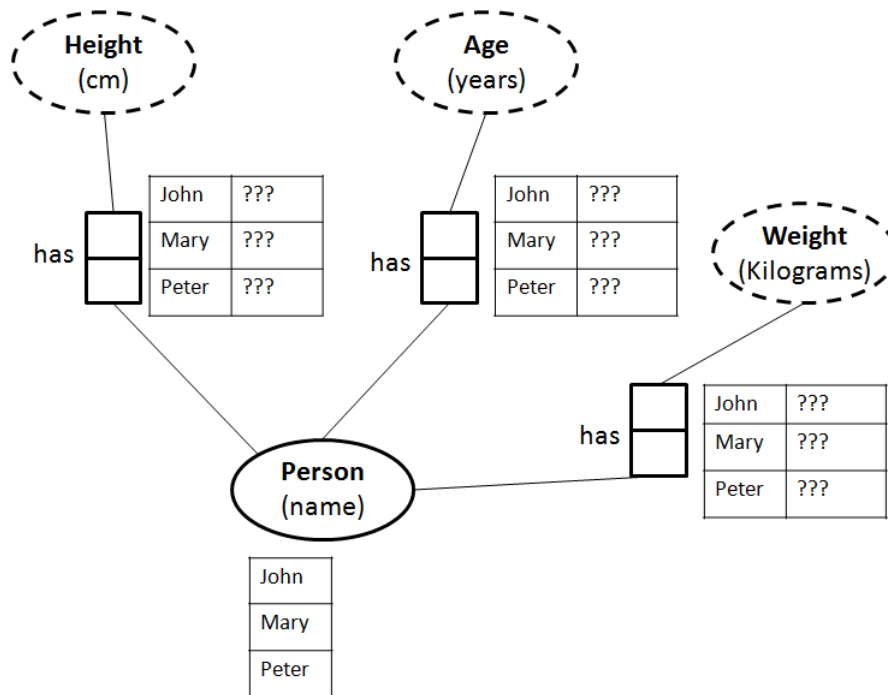 Height
(cm)
Age
(years)
has
John ???
Mary ???
Peter ???
has
John ???
Mary ???
Peter ???
Weight
(Kilograms)
has
John ???
Mary ???
Peter ???
Person
(name)
John
Mary
Peter